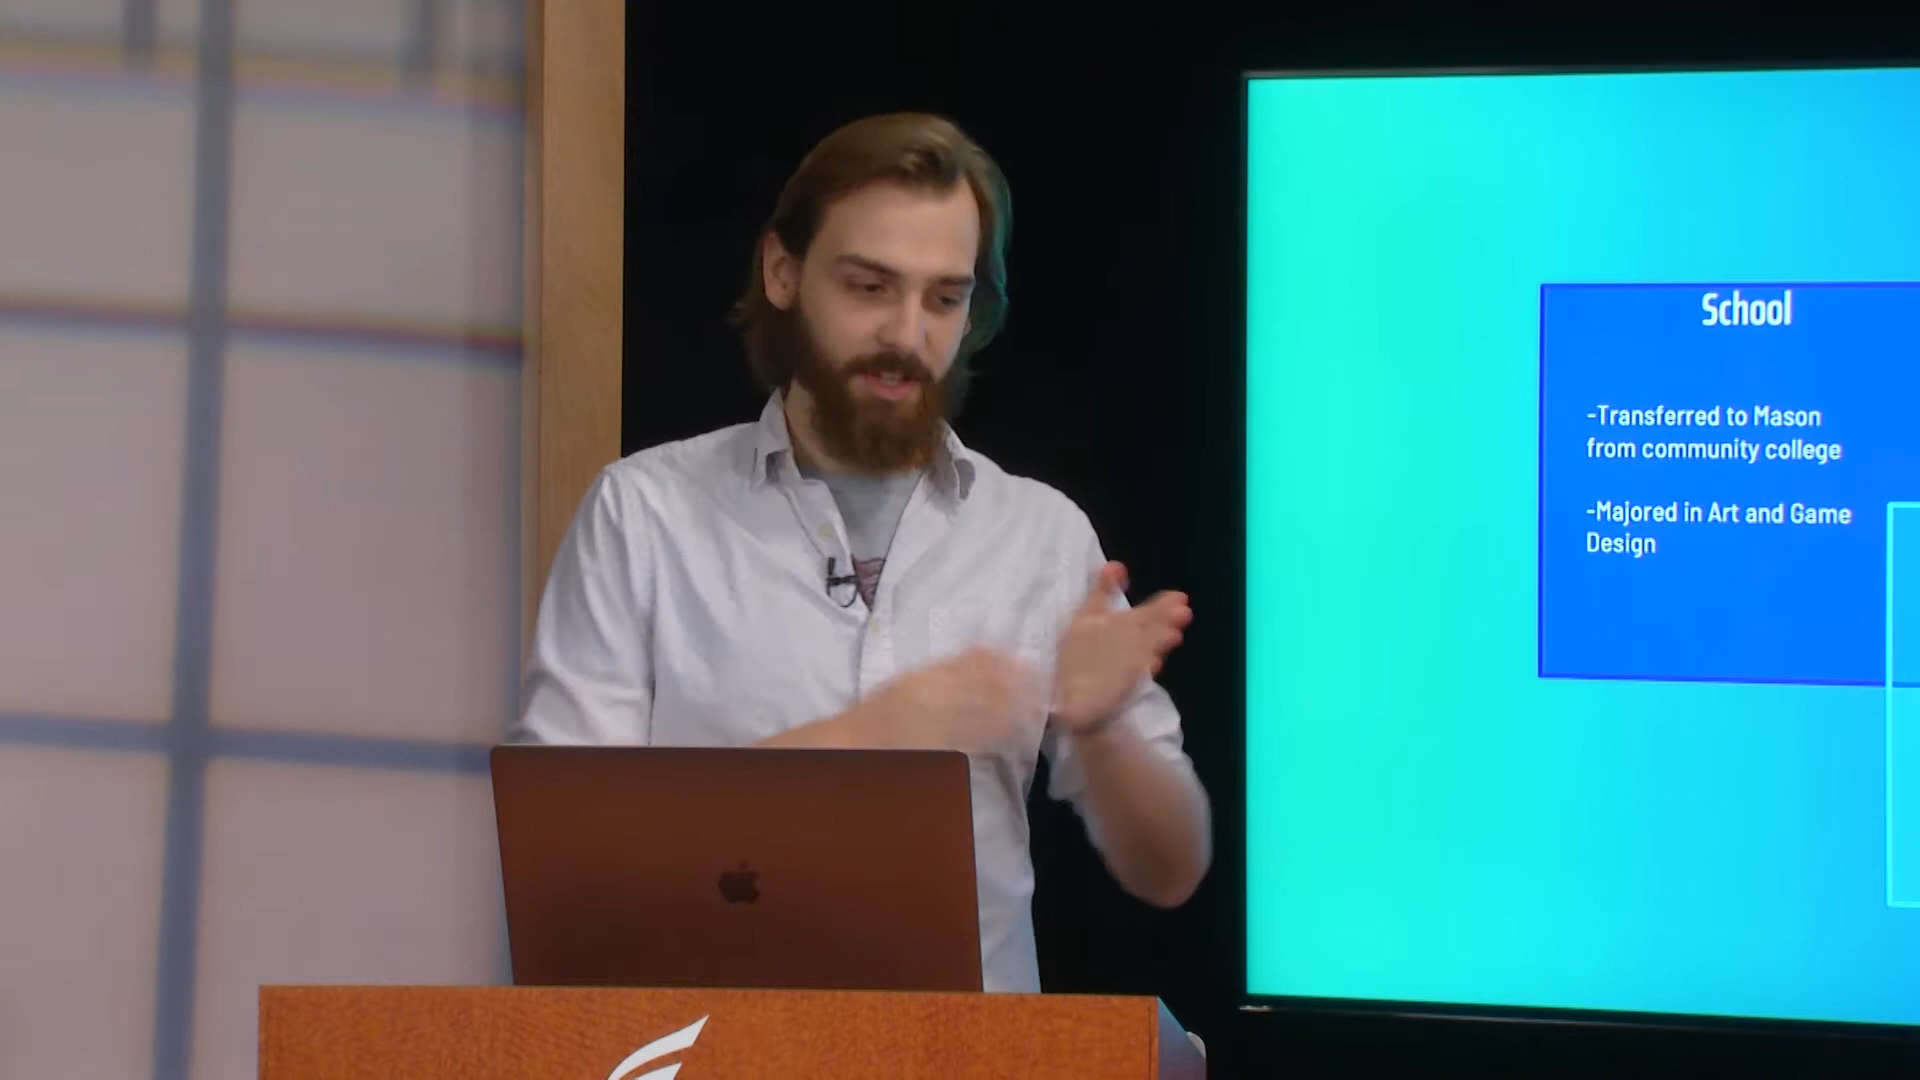 School
-Transferred to Mason
from community college
-Majored in Art and Game
Design